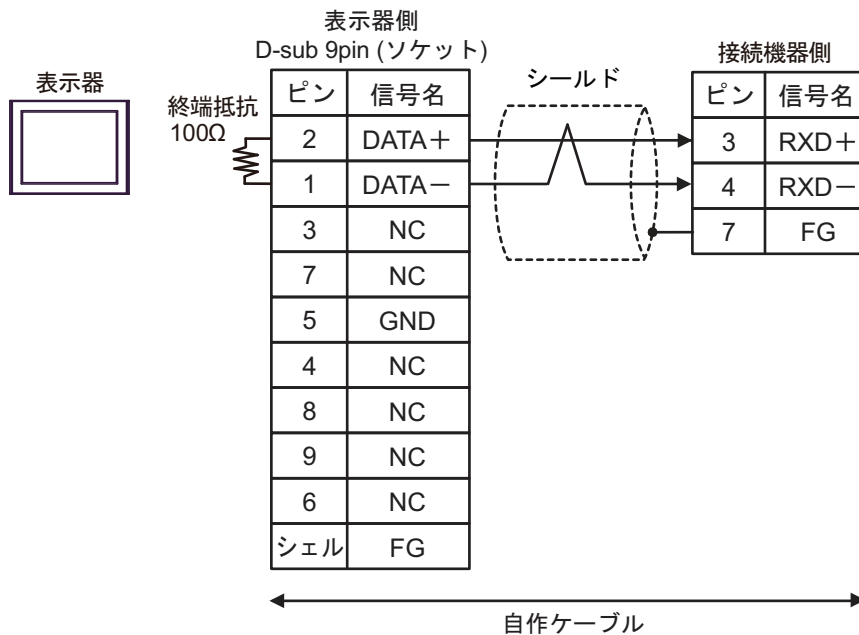 表示器側
D-sub 9pin (ソケット)
接続機器側
表示器
終端抵抗
100Ω
シールド
ピン 信号名
2 DATA＋
1 DATA－
3 NC
7 NC
5 GND
4 NC
8 NC
9 NC
6 NC
シェル FG
ピン 信号名
3 RXD＋
4 RXD－
7 FG
自作ケーブル